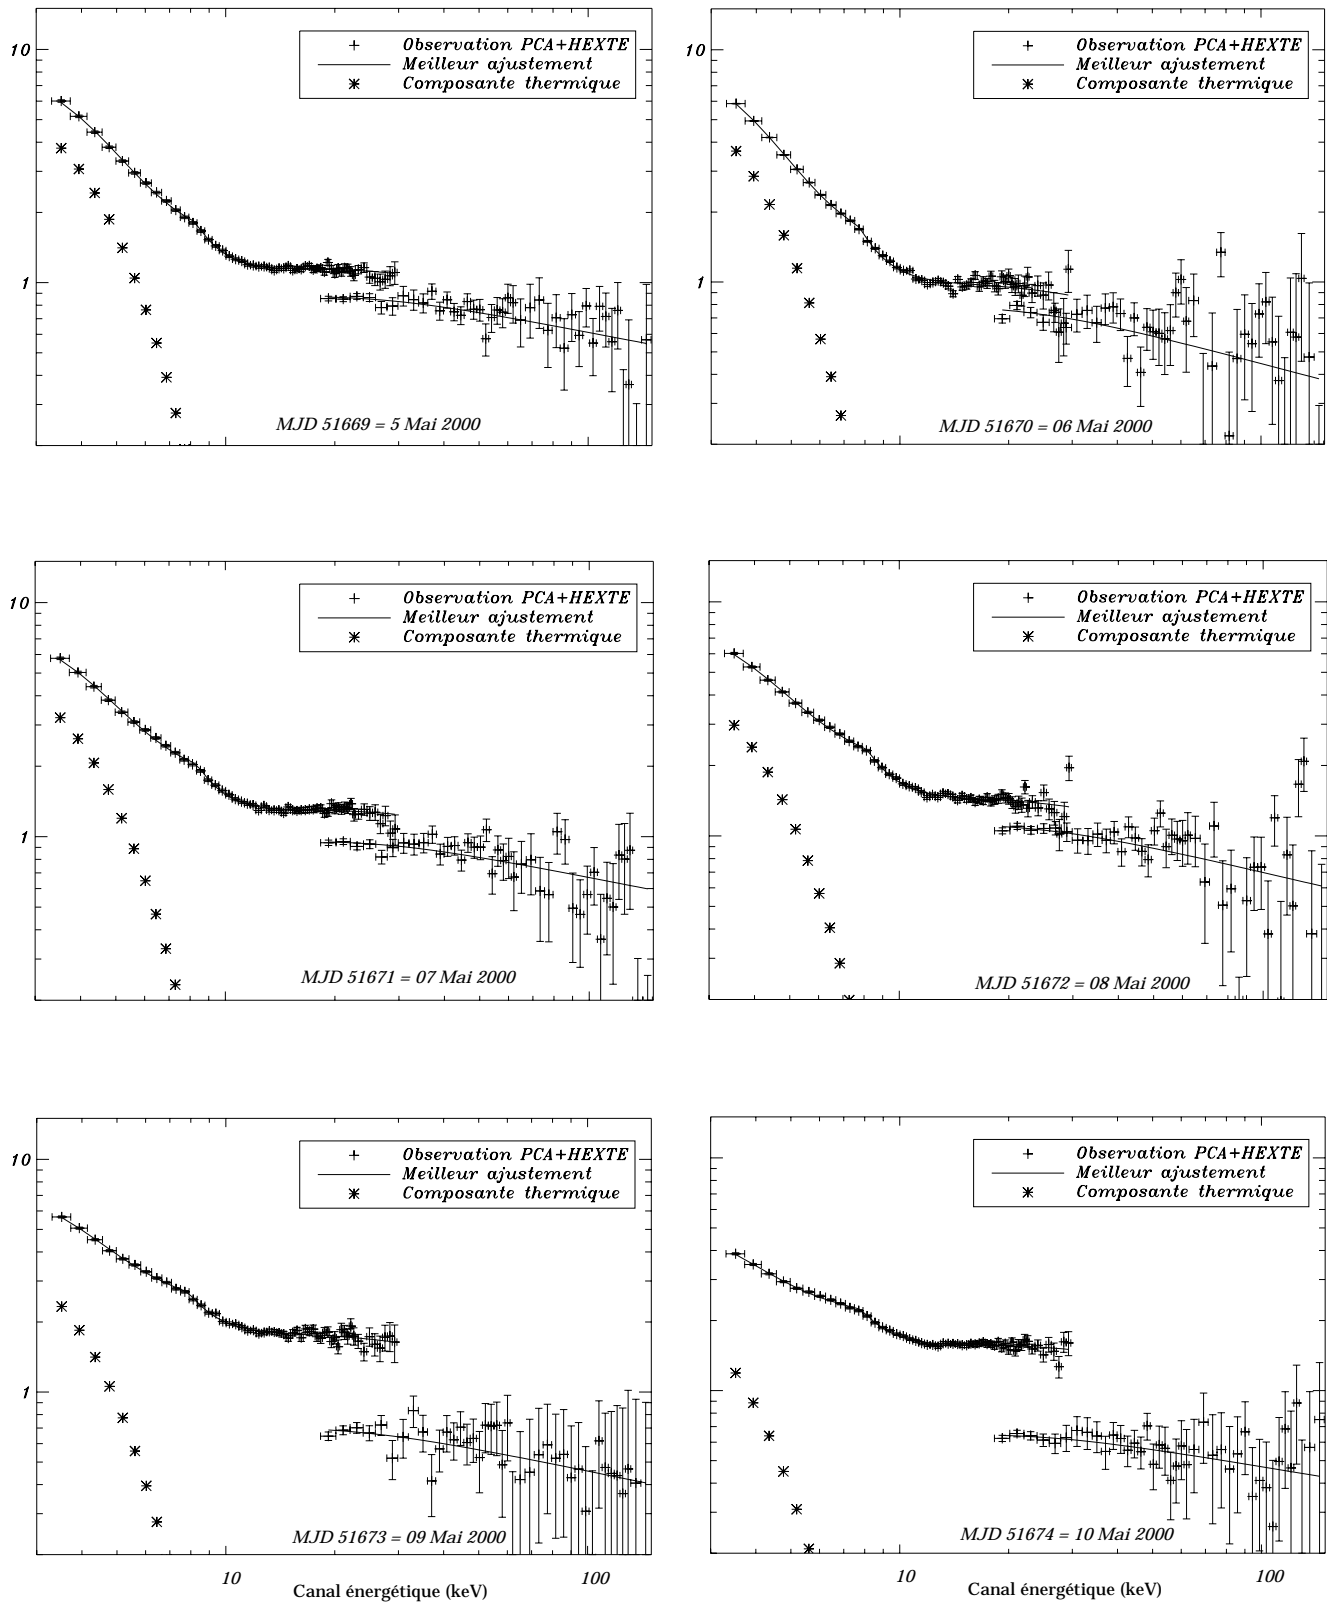 10
1
Observation PCA+HEXTE
Meilleur ajustement
Composante thermique
MJD 51669 = 5 Mai 2000
10
1
Observation PCA+HEXTE
Meilleur ajustement
Composante thermique
MJD 51670 = 06 Mai 2000
10
1
Observation PCA+HEXTE
Meilleur ajustement
Composante thermique
MJD 51671 = 07 Mai 2000
Observation PCA+HEXTE
Meilleur ajustement
Composante thermique
MJD 51672 = 08 Mai 2000
10
1
Observation PCA+HEXTE
Meilleur ajustement
Composante thermique
MJD 51673 = 09 Mai 2000
10
100
Canal énergétique (keV)
Observation PCA+HEXTE
Meilleur ajustement
Composante thermique
MJD 51674 = 10 Mai 2000
10
100
Canal énergétique (keV)